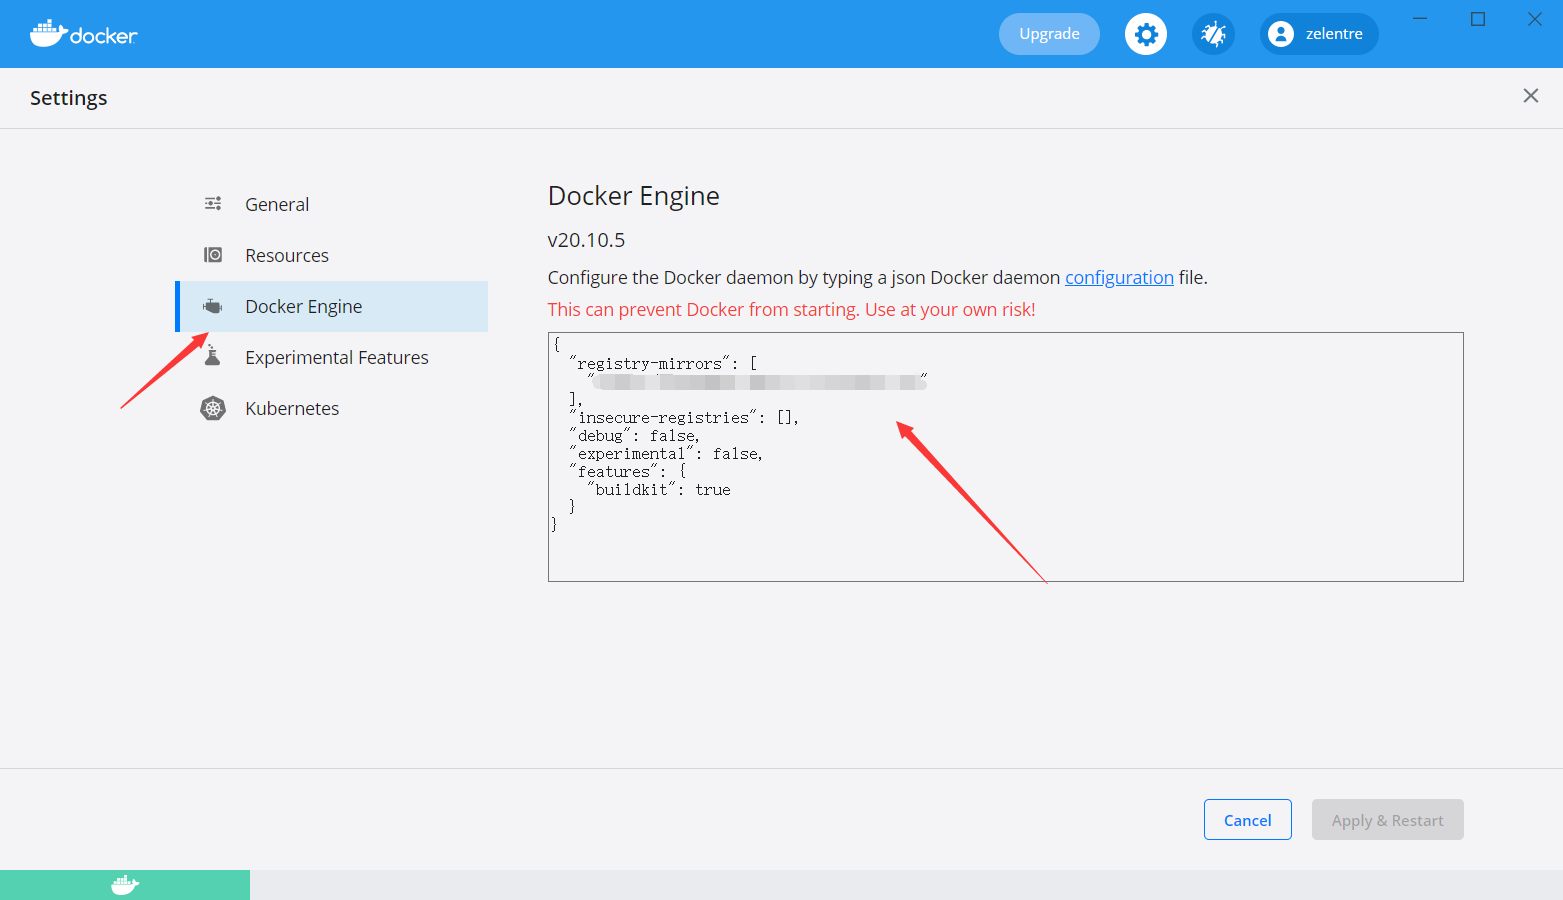 docker
Upgrade
zelentre
Settings
General
Resources
Docker Engine
Experimental Features
Kubernetes
Docker Engine
v20.10.5
Configure the Docker daemon by typing a json Docker daemon configuration file.
This can prevent Docker from starting. Use at your own risk!
{
"registry-mirrors": [
" "
],
"insecure-registries": [],
"debug": false,
"experimental": false,
"features": {
"buildkit": true
}
}
Cancel
Apply & Restart